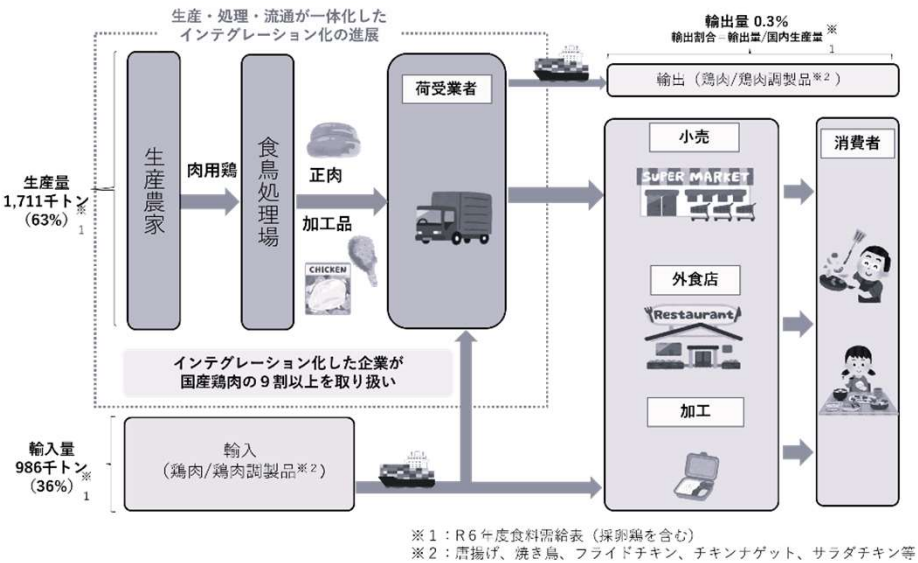 生産・処理・流通が一体化した
インテグレーション化の進展
輸出量 0.3%
輸出割合＝輸出量/国内生産量※1
輸出（鶏肉/鶏肉調製品※2）
荷受業者
小売
消費者
生産農家
食鳥処理場
肉用鶏
正肉
加工品
CHICKEN
SUPER MARKET
生産量
1,711千トン
（63%）※1
外食店
Restaurant
インテグレーション化した企業が
国産鶏肉の９割以上を取り扱い
加工
輸入量
986千トン
（36%）※1
輸入
（鶏肉/鶏肉調製品※2）
※１：R６年度食料需給表（採卵鶏を含む）
※２：唐揚げ、焼き鳥、フライドチキン、チキンナゲット、サラダチキン等